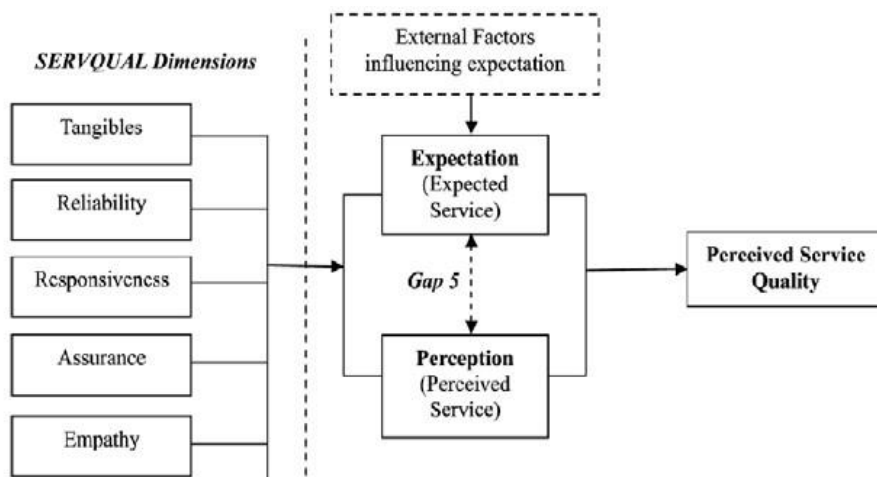 SERVQUAL Dimensions
Tangibles
Reliability
Responsiveness
Assurance
Empathy
External Factors
influencing expectation
Expectation
(Expected
Service)
Gap 5
Perception
(Perceived
Service)
Perceived Service
Quality